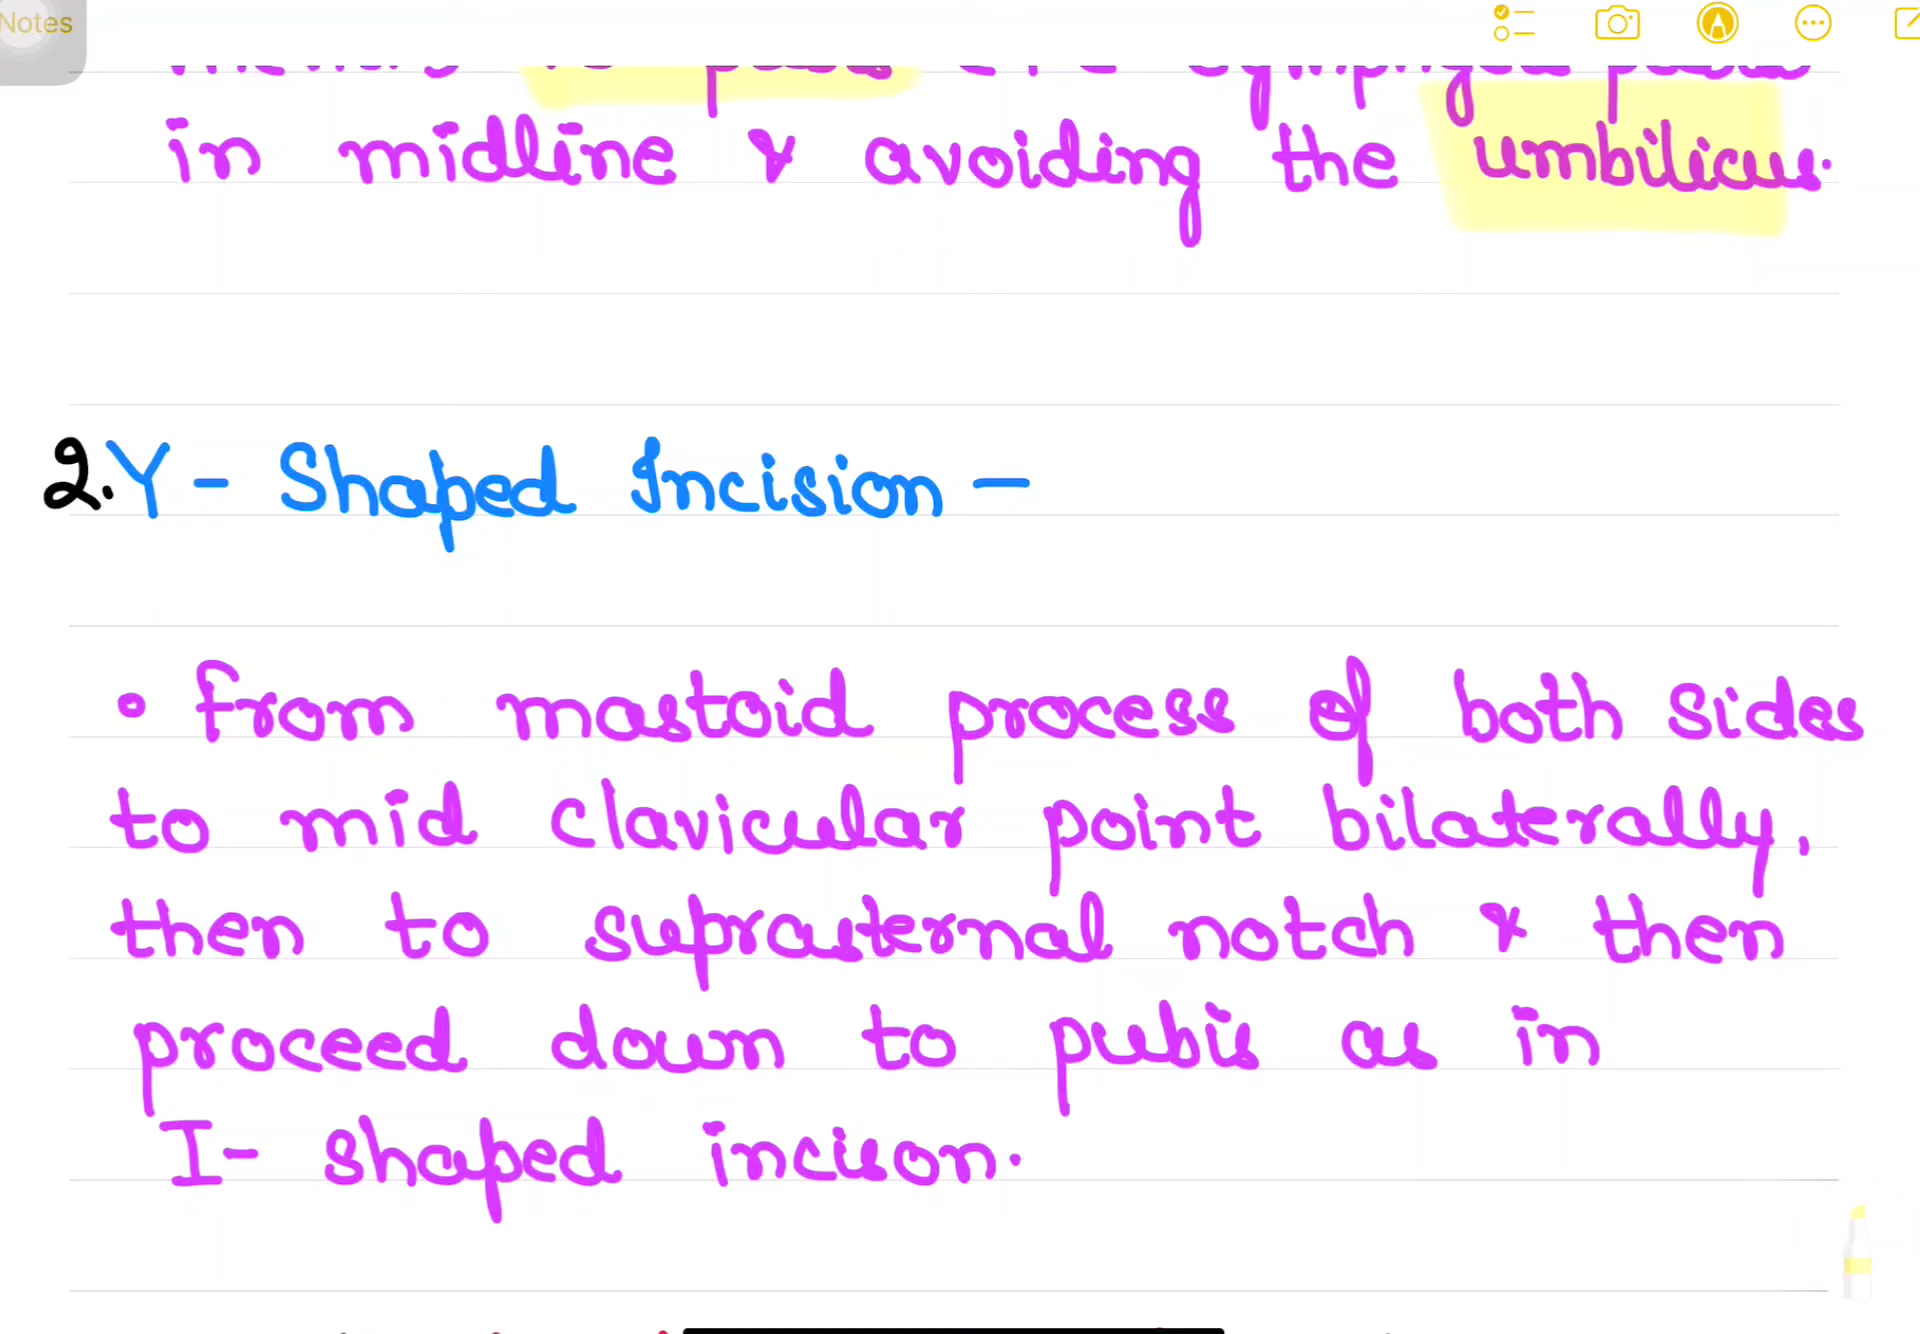 Notes
in midline & avoiding the umbilicus.
2. Y - Shaped Incision -
• from mastoid process of both sides
to mid clavicular point bilaterally,
then to suprasternal notch & then
proceed down to pubis as in
I - shaped incison.